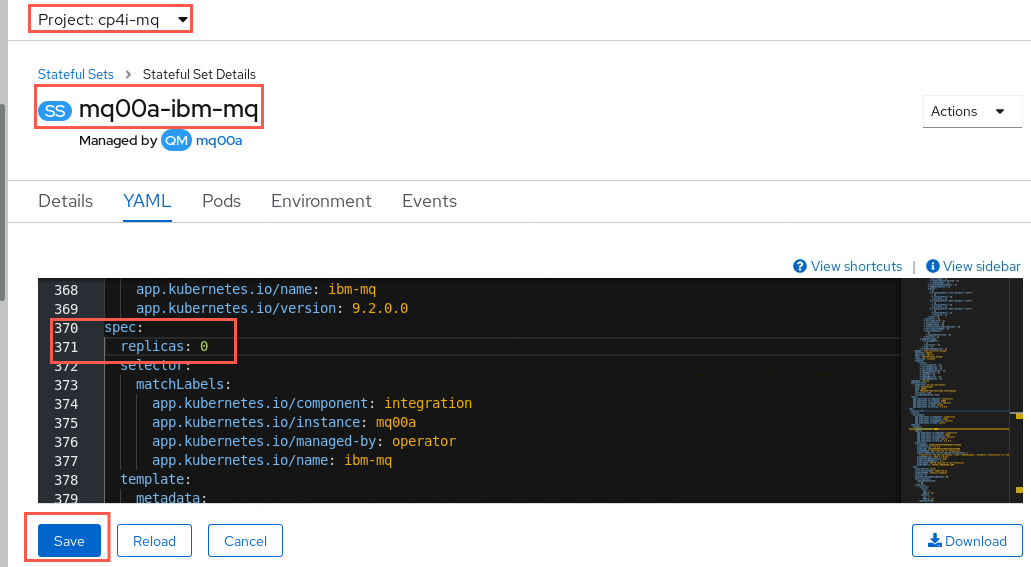 Project: cp4i-mq
Stateful Sets > Stateful Set Details
SS mq00a-ibm-mq
Actions
Managed by QM mq00a
Details YAML Pods Environment Events
View shortcuts | View sidebar
368 app.kubernetes.io/name: ibm-mq
369 app.kubernetes.io/version: 9.2.0.0
370 spec:
371 replicas: 0
372 selector:
373 matchLabels:
374 app.kubernetes.io/component: integration
375 app.kubernetes.io/instance: mq00a
376 app.kubernetes.io/managed-by: operator
377 app.kubernetes.io/name: ibm-mq
378 template:
379 metadata:
Save Reload Cancel Download